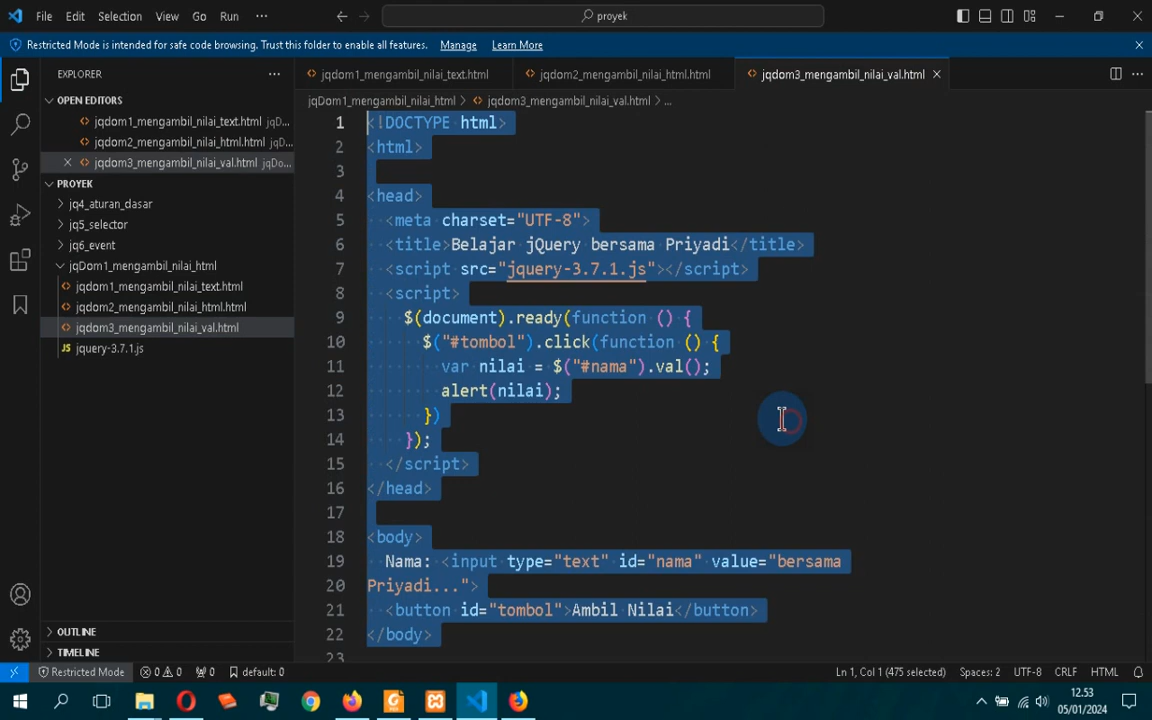 File Edit Selection View Go Run ··· proyek
Restricted Mode is intended for safe code browsing. Trust this folder to enable all features. Manage Learn More
EXPLORER ···
OPEN EDITORS
jqdom1_mengambil_nilai_text.html jqD...
jqdom2_mengambil_nilai_html.html jqD...
jqdom3_mengambil_nilai_val.html jqDo...
PROYEK
jq4_aturan_dasar
jq5_selector
jq6_event
jqDom1_mengambil_nilai_html
jqdom1_mengambil_nilai_text.html
jqdom2_mengambil_nilai_html.html
jqdom3_mengambil_nilai_val.html
JS jquery-3.7.1.js
OUTLINE
TIMELINE
jqdom1_mengambil_nilai_text.html jqdom2_mengambil_nilai_html.html jqdom3_mengambil_nilai_val.html
jqDom1_mengambil_nilai_html > jqdom3_mengambil_nilai_val.html > ...
1 <!DOCTYPE html>
2 <html>
3
4 <head>
5 <meta charset="UTF-8">
6 <title>Belajar jQuery bersama Priyadi</title>
7 <script src="jquery-3.7.1.js"></script>
8 <script>
9 $(document).ready(function () {
10 $("#tombol").click(function () {
11 var nilai = $("#nama").val();
12 alert(nilai);
13 })
14 });
15 </script>
16 </head>
17
18 <body>
19 Nama: <input type="text" id="nama" value="bersama
20 Priyadi...">
21 <button id="tombol">Ambil Nilai</button>
22 </body>
23
Restricted Mode 0 0 0 default: 0 Ln 1, Col 1 (475 selected) Spaces: 2 UTF-8 CRLF HTML
12.53
05/01/2024